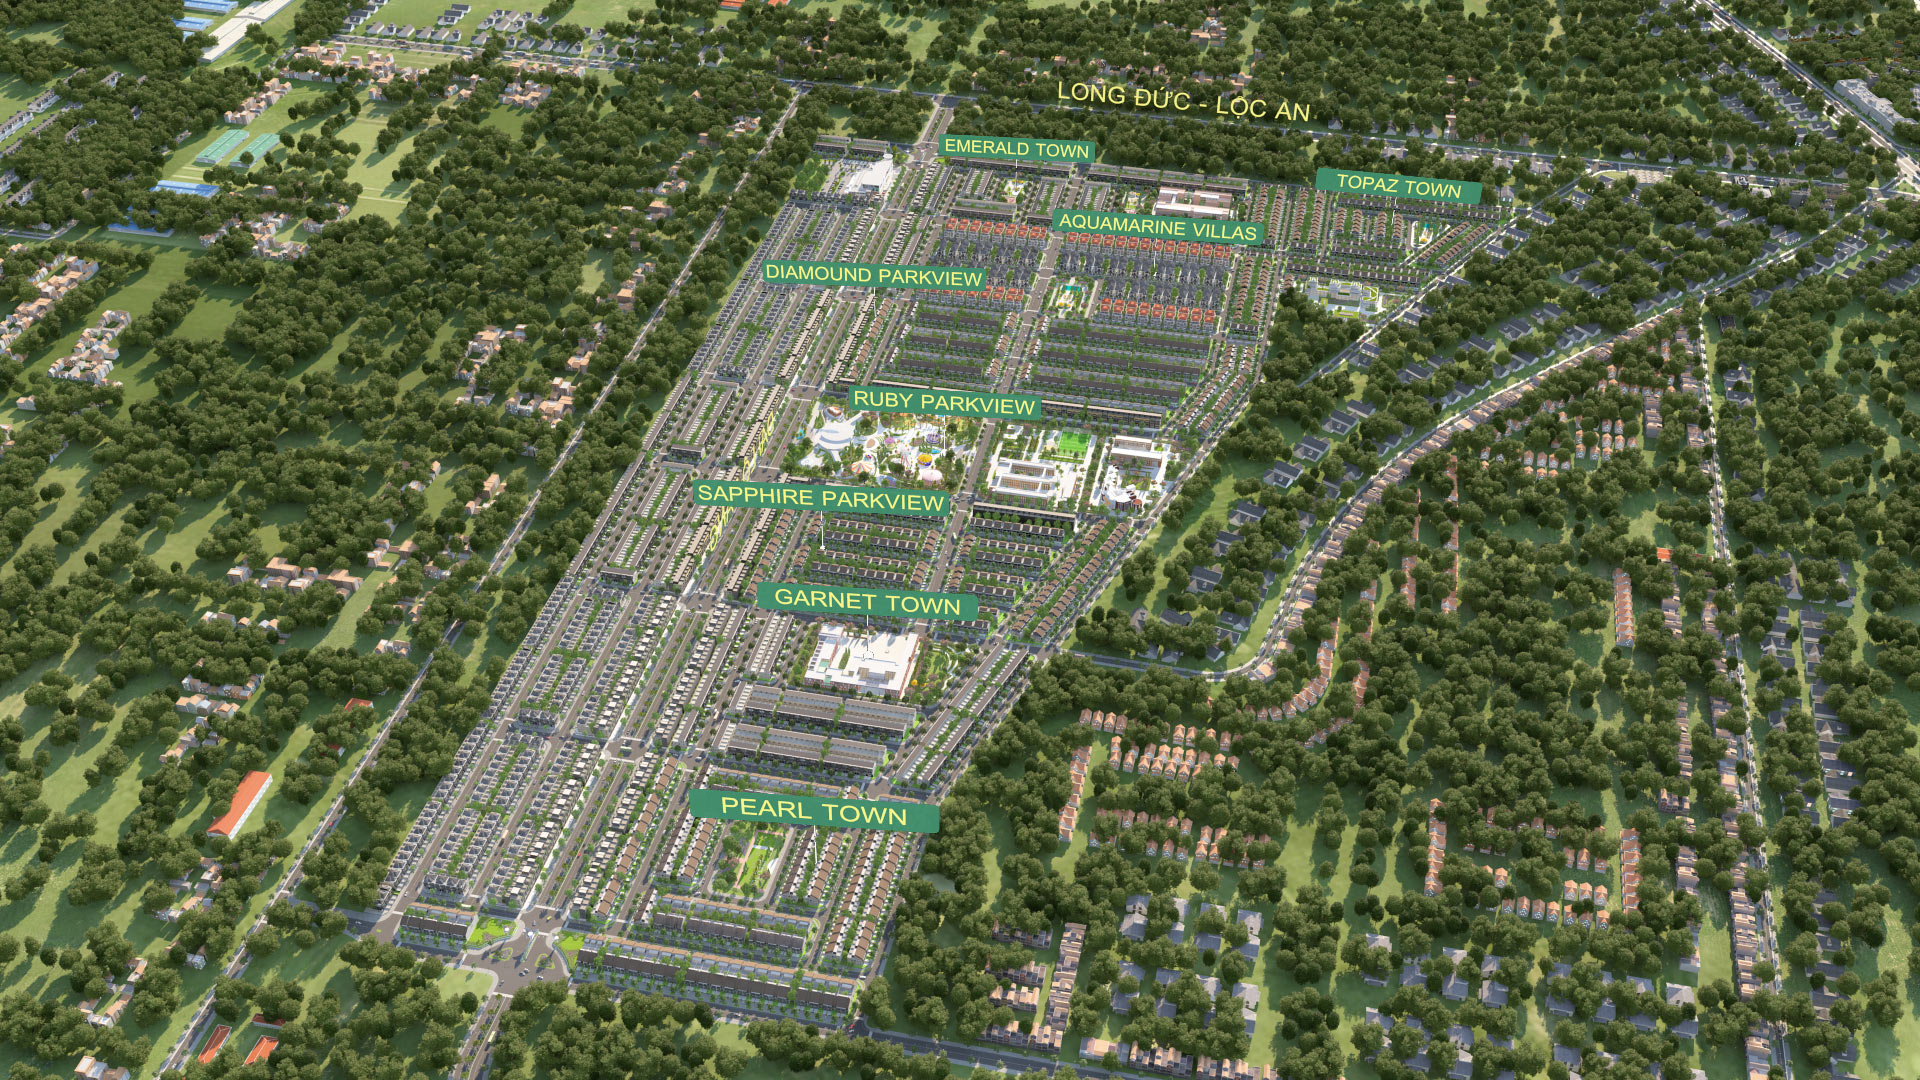 LONG ĐỨC - LỘC AN
EMERALD TOWN
TOPAZ TOWN
AQUAMARINE VILLAS
DIAMOUND PARKVIEW
RUBY PARKVIEW
SAPPHIRE PARKVIEW
GARNET TOWN
PEARL TOWN